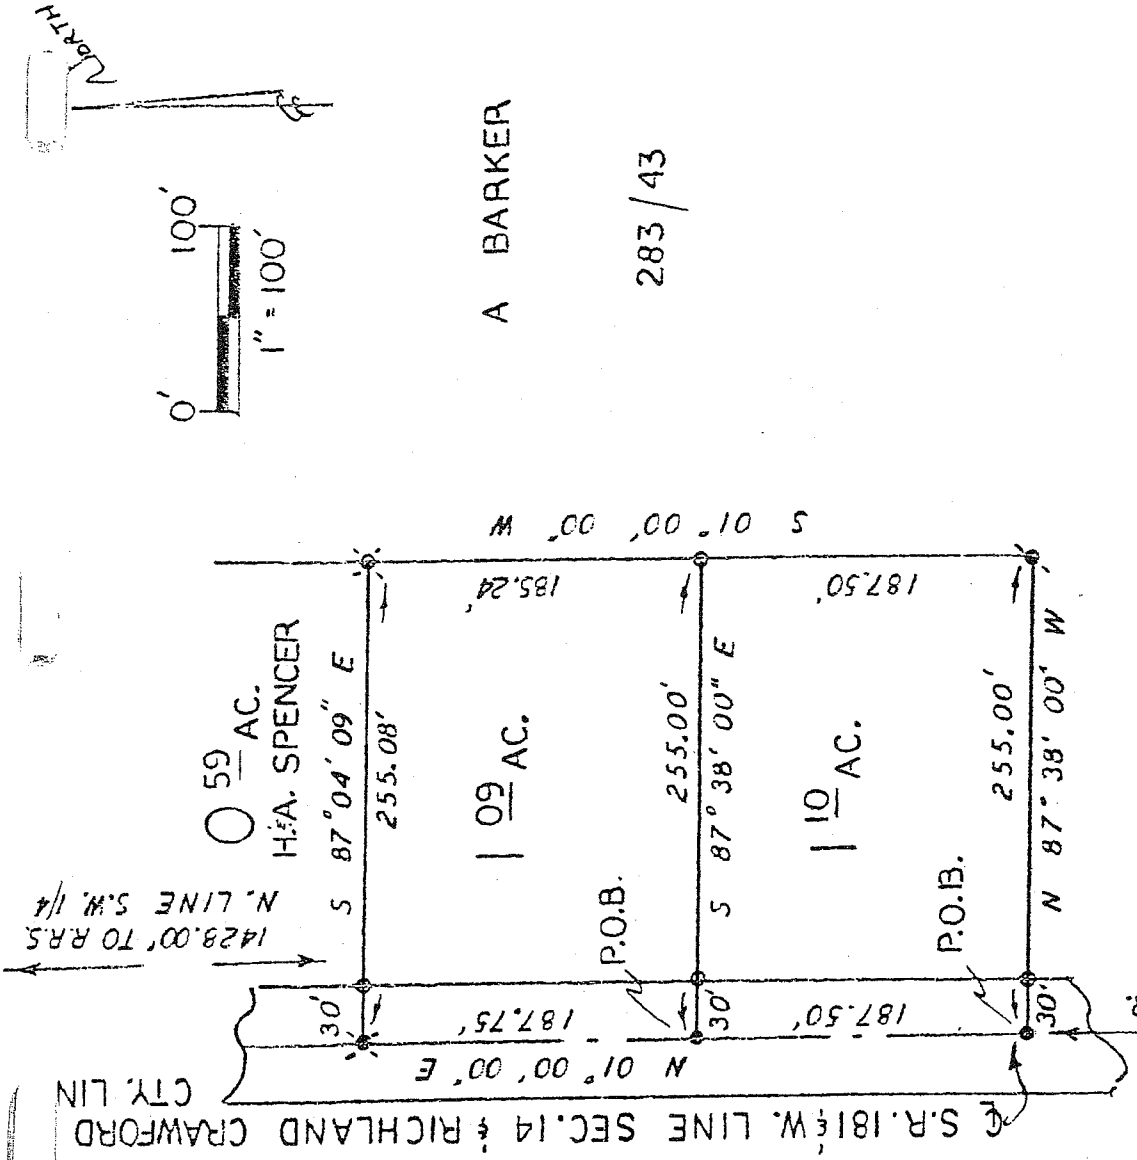 NORTH
0' 100'
1" = 100'
A BARKER
283/43
1428.00' TO R.R.S.
N. LINE S.W. 1/4
0 59 AC.
H.&A. SPENCER
S 87° 04' 09" E
255.08'
30'
187.75'
1 09 AC.
185.24'
S 01° 00' 00" W
N 01° 00' 00" E
P.O.B.
255.00'
30'
S 87° 38' 00" E
187.50'
1 10 AC.
187.50'
P.O.B.
255.00'
30'
N 87° 38' 00" W
℄ S.R. 181 & W. LINE SEC. 14 & RICHLAND CRAWFORD
CTY. LIN